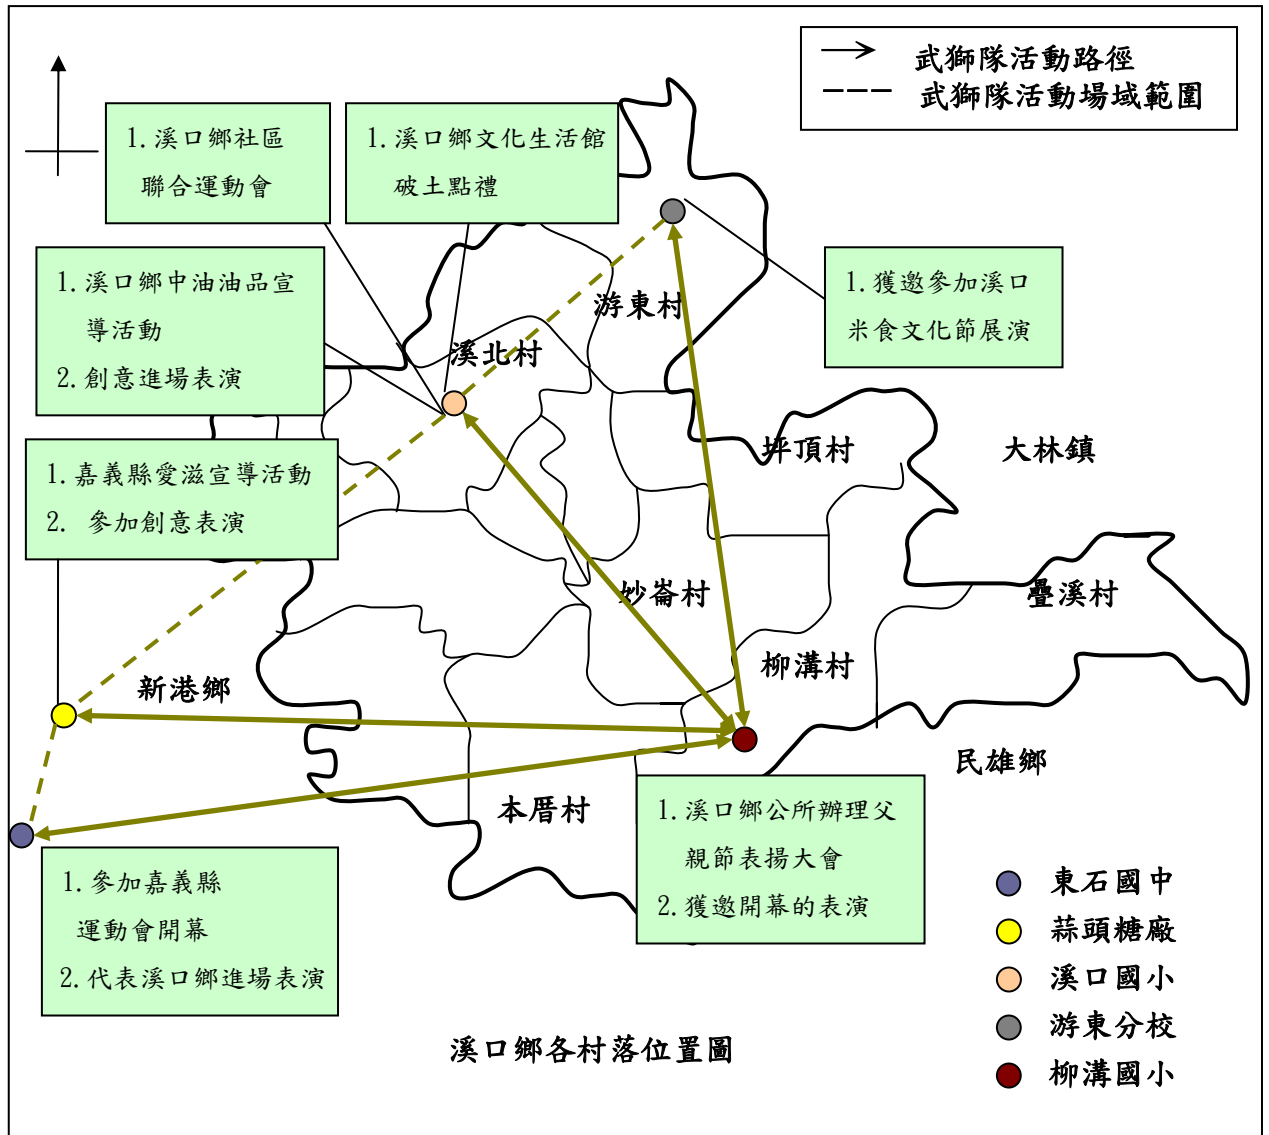 武獅隊活動路徑
武獅隊活動場域範圍
1. 溪口鄉社區
聯合運動會
1. 溪口鄉文化生活館
破土點禮
1. 溪口鄉中油油品宣
導活動
2. 創意進場表演
1. 獲邀參加溪口
米食文化節展演
游東村
溪北村
坪頂村
大林鎮
1. 嘉義縣愛滋宣導活動
2. 參加創意表演
妙崙村
疊溪村
柳溝村
新港鄉
民雄鄉
本厝村
1. 溪口鄉公所辦理父
親節表揚大會
2. 獲邀開幕的表演
1. 參加嘉義縣
運動會開幕
2. 代表溪口鄉進場表演
東石國中
蒜頭糖廠
溪口國小
游東分校
柳溝國小
溪口鄉各村落位置圖